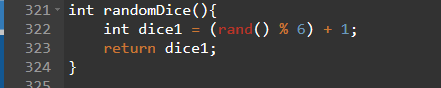 321 int randomDice(){
322     int dice1 = (rand() % 6) + 1;
323     return dice1;
324 }
325